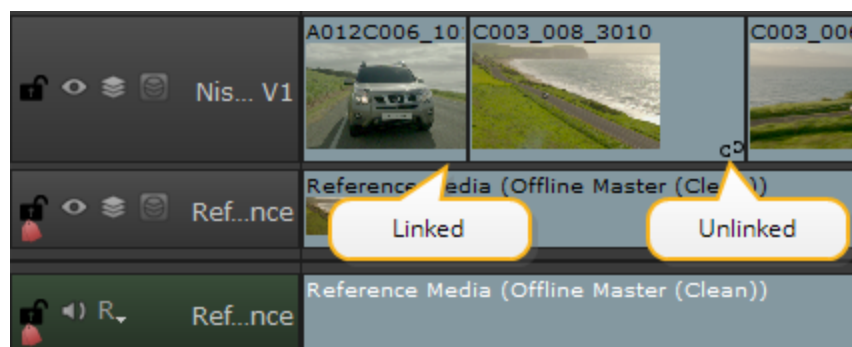 A012C006_10 C003_008_3010 C003_006
Nis... V1
Reference Media (Offline Master (Clean))
Ref...nce
Linked Unlinked
Reference Media (Offline Master (Clean))
R
Ref...nce